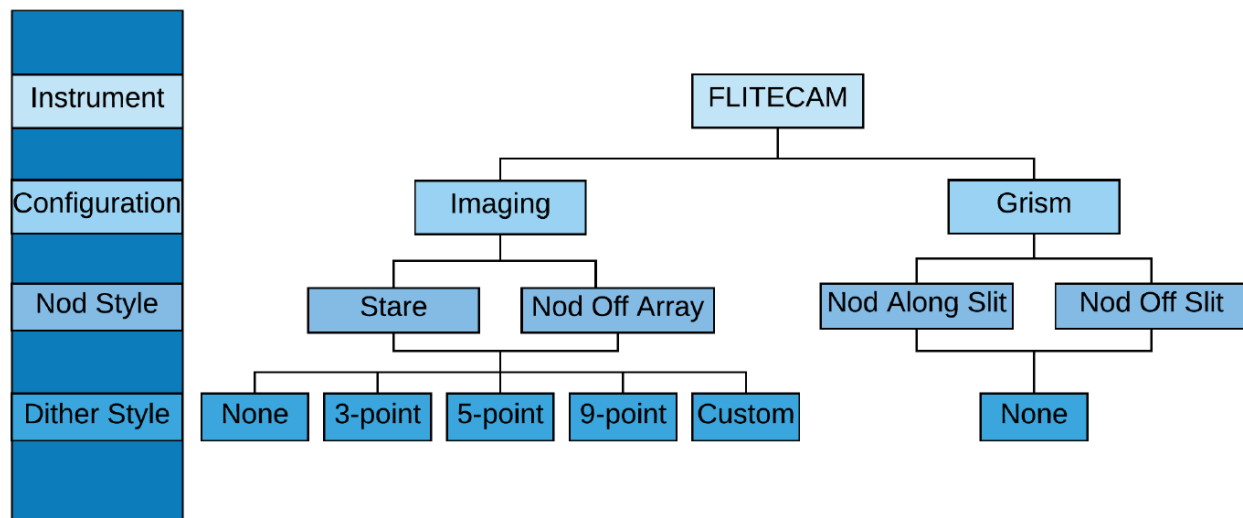 Instrument
FLITECAM
Configuration
Imaging
Grism
Nod Style
Stare
Nod Off Array
Nod Along Slit
Nod Off Slit
Dither Style
None
3-point
5-point
9-point
Custom
None